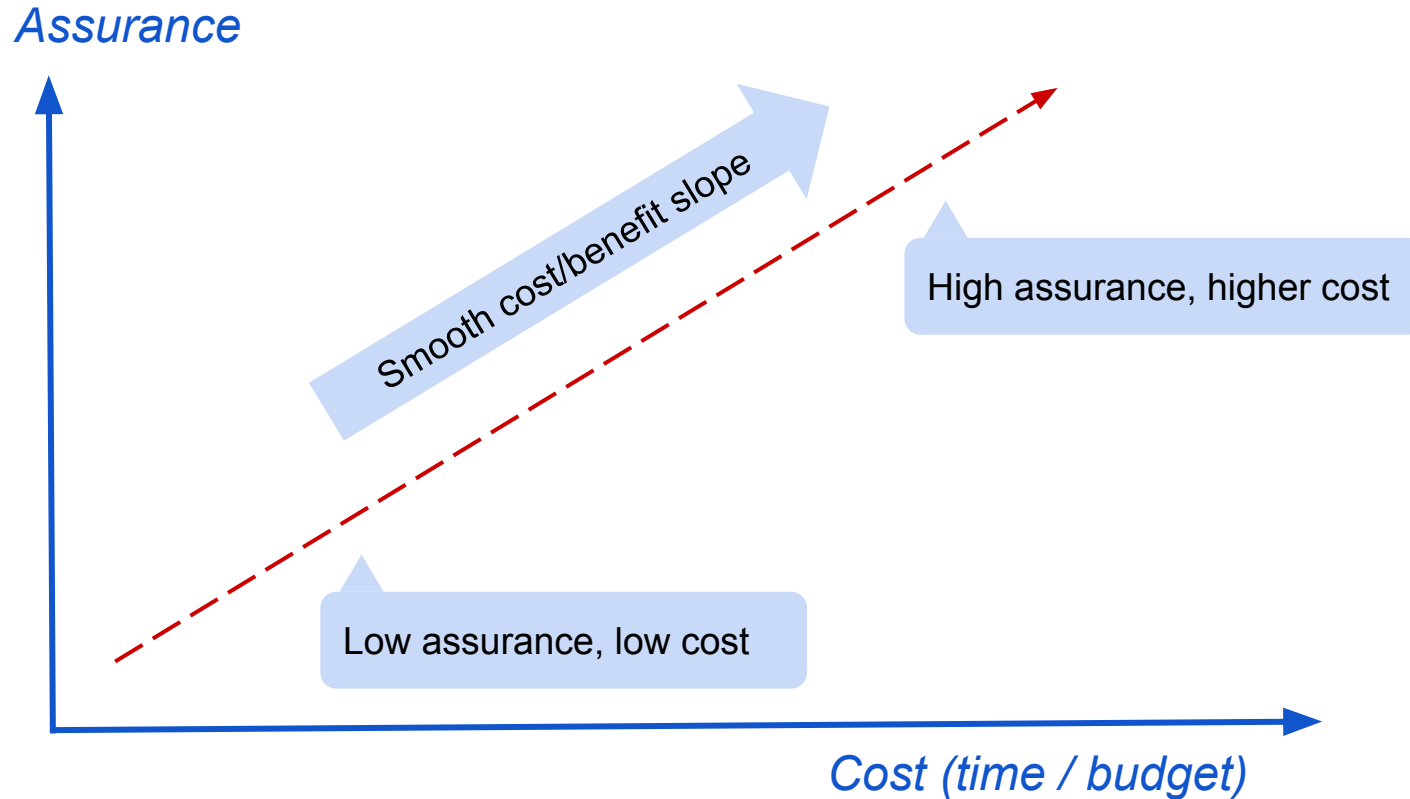 Assurance
Smooth cost/benefit slope
High assurance, higher cost
Low assurance, low cost
Cost (time / budget)